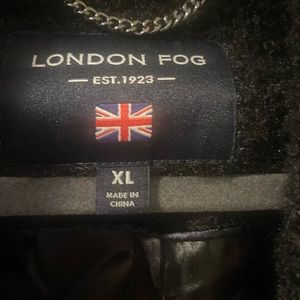 LONDON FOG
— EST.1923 —
XL
MADE IN
CHINA